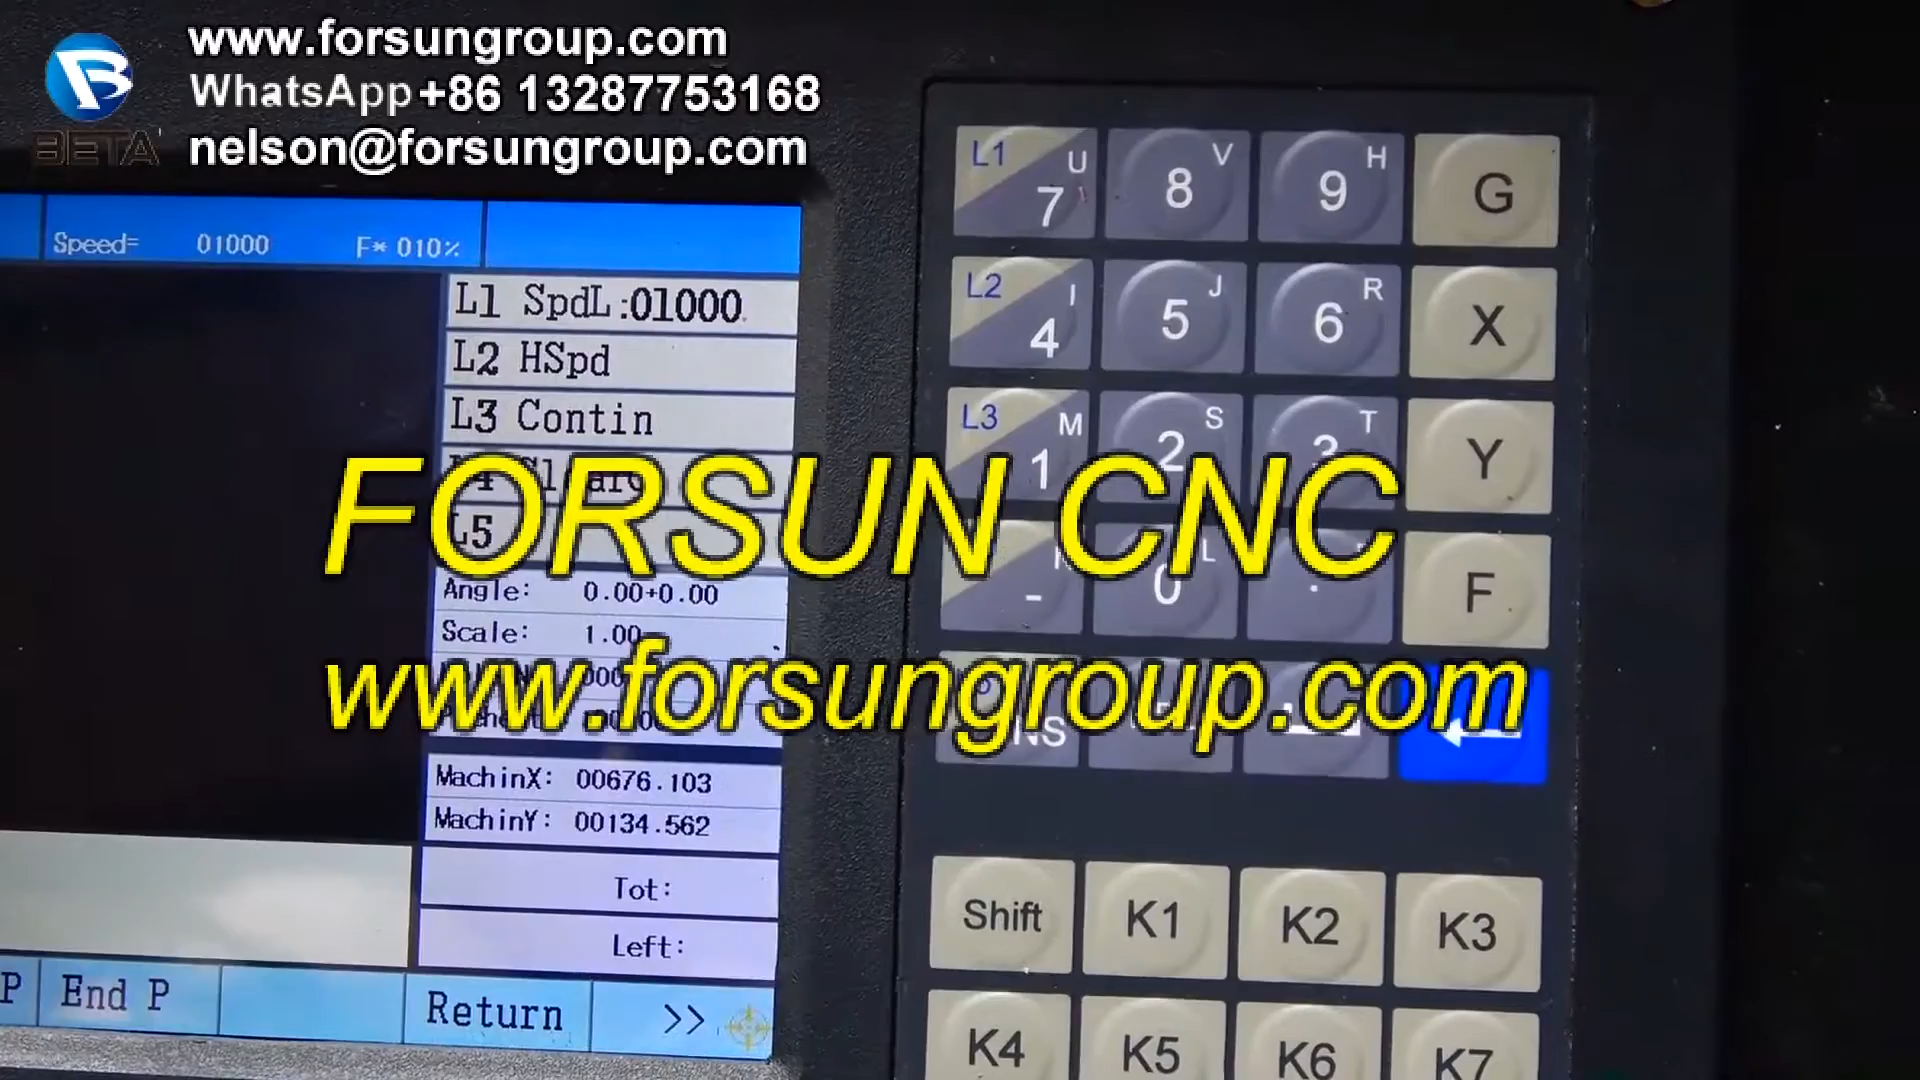 www.forsungroup.com
WhatsApp +86 13287753168
BETA
nelson@forsungroup.com
Speed= 01000 F* 010%
L1 SpdL:01000
L2 HSpd
L3 Contin
L5
Angle: 0.00+0.00
Scale: 1.00
MachinX: 00676.103
MachinY: 00134.562
Tot:
Left:
P
End P
Return
>>
FORSUN CNC
www.forsungroup.com
L1 7 U
8 V
9 H
G
L2 4 I
5 J
6 R
X
L3 1 M
2 S
3 T
Y
-
0 L
.
F
Shift
K1
K2
K3
K4
K5
K6
K7